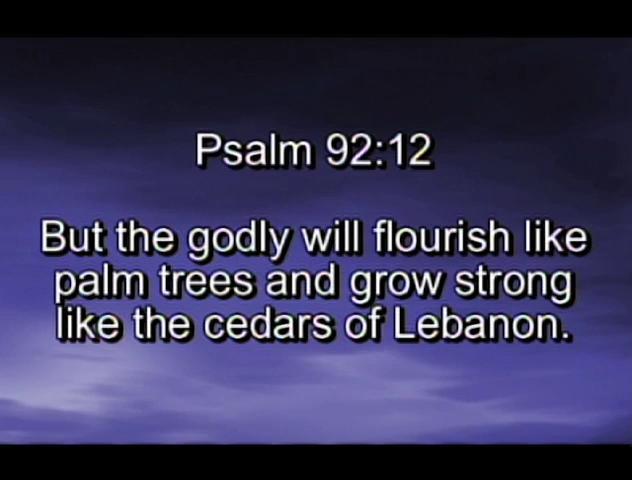 Psalm 92:12
But the godly will flourish like
palm trees and grow strong
like the cedars of Lebanon.